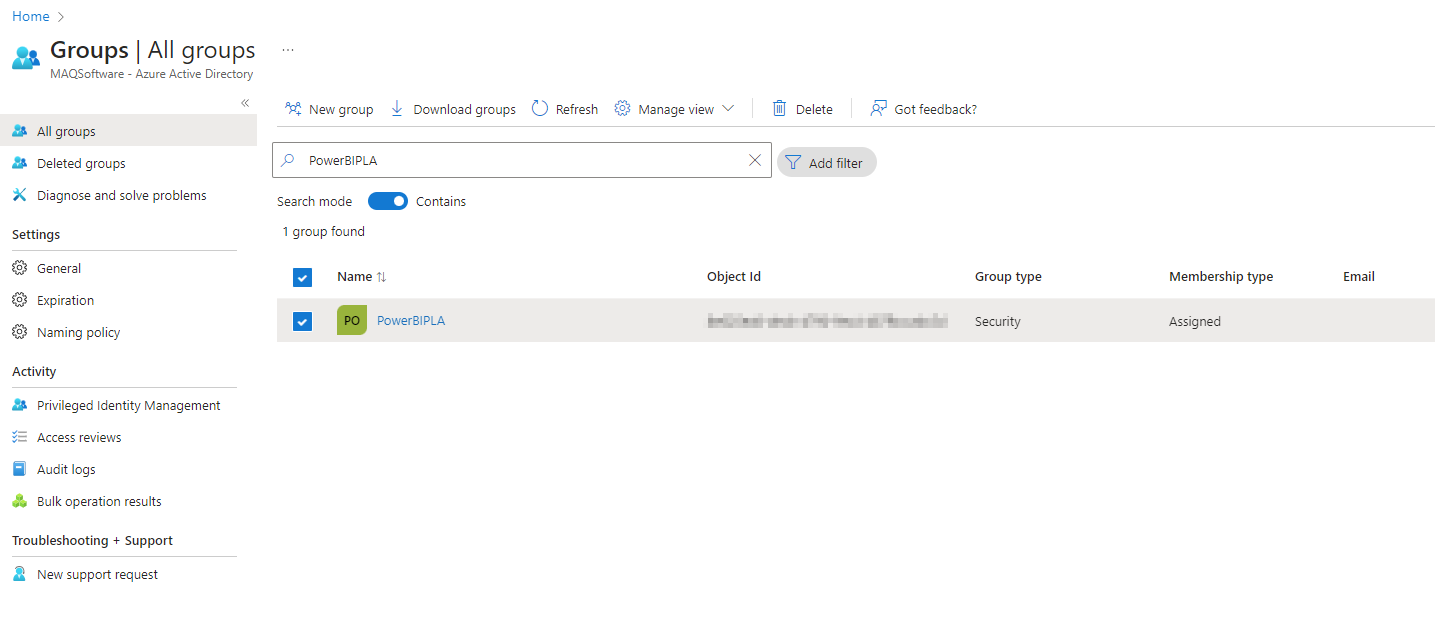 Home
Groups | All groups ...
MAQSoftware - Azure Active Directory
All groups
Deleted groups
Diagnose and solve problems
Settings
General
Expiration
Naming policy
Activity
Privileged Identity Management
Access reviews
Audit logs
Bulk operation results
Troubleshooting + Support
New support request
New group Download groups Refresh Manage view Delete Got feedback?
PowerBIPLA Add filter
Search mode Contains
1 group found
Name Object Id Group type Membership type Email
PO PowerBIPLA Security Assigned